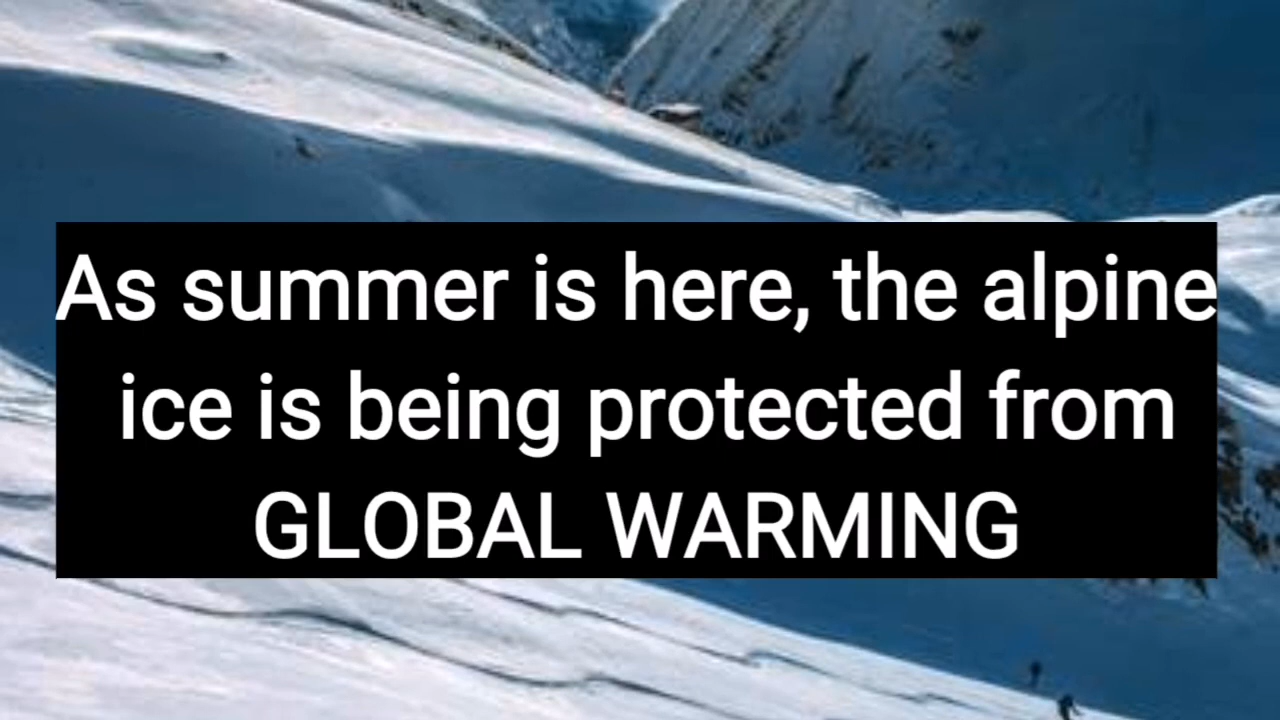 As summer is here, the alpine
ice is being protected from
GLOBAL WARMING